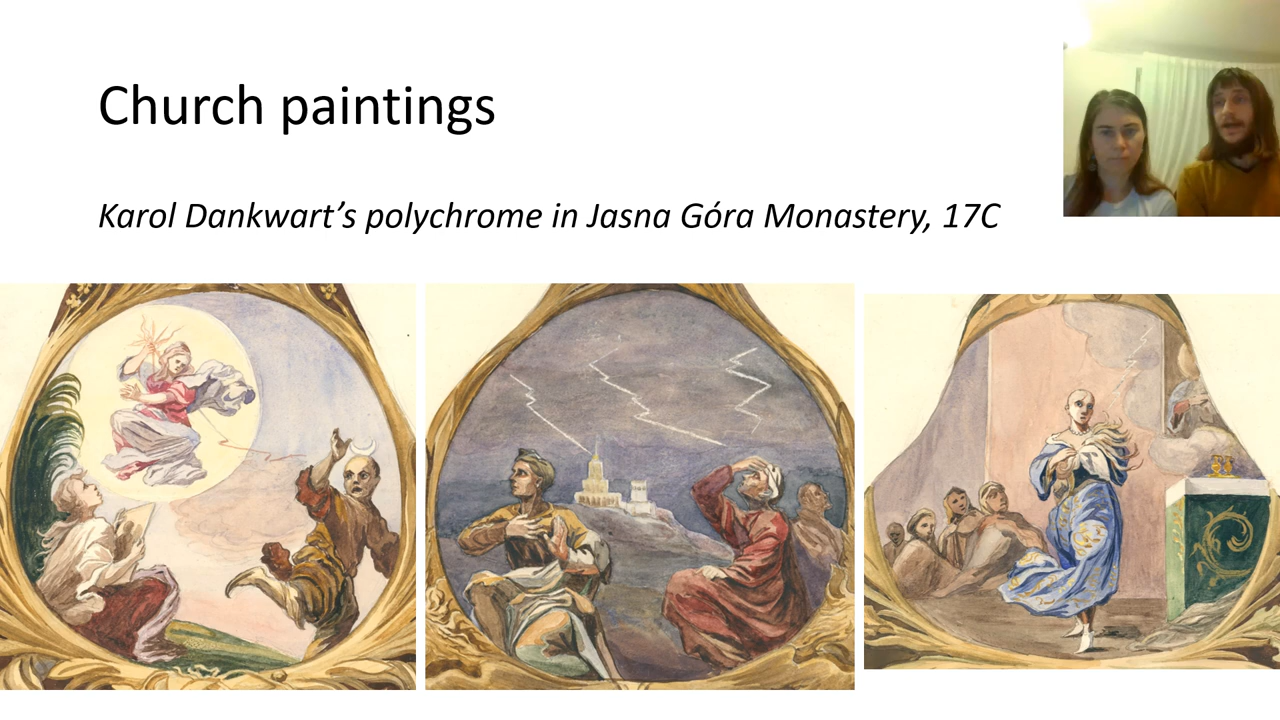 Church paintings
Karol Dankwart’s polychrome in Jasna Góra Monastery, 17C